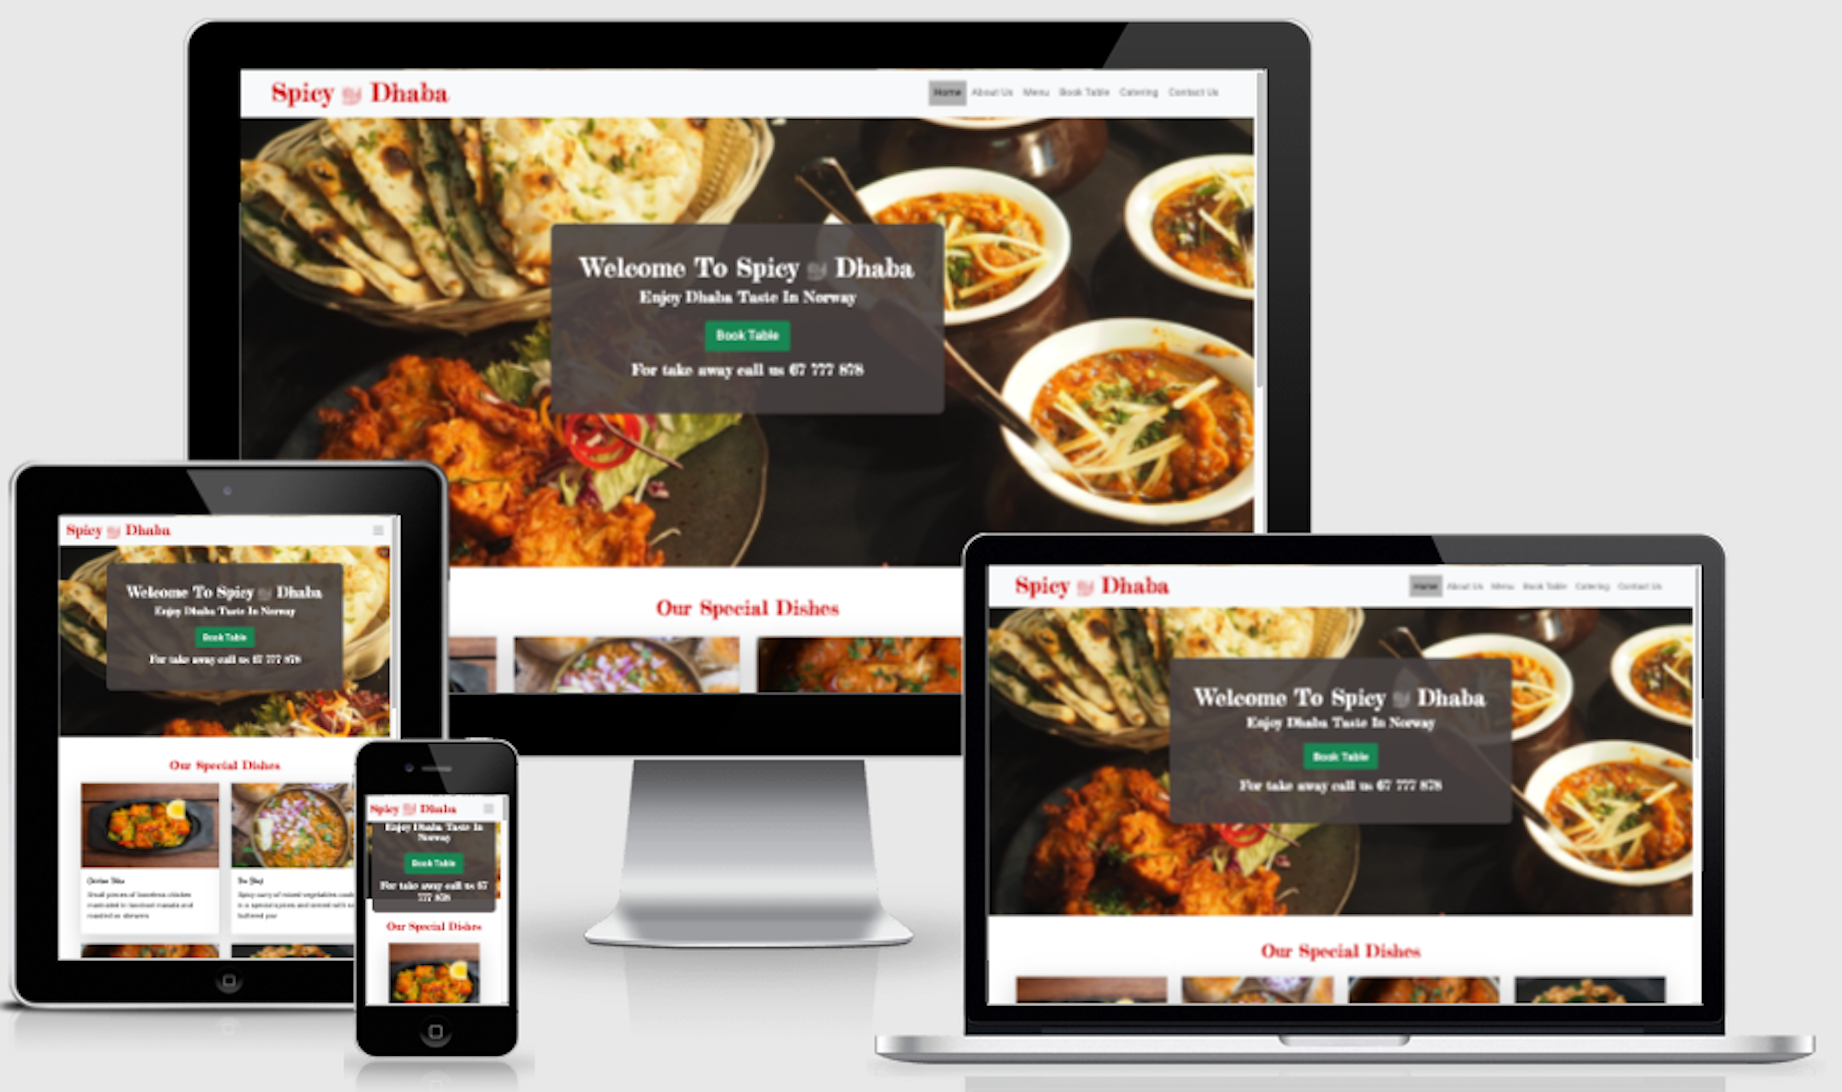 Spicy Dhaba
Home About Us Menu Book Table Catering Contact Us
Welcome To Spicy Dhaba
Enjoy Dhaba Taste In Norway
Book Table
For take away call us 67 777 878
Our Special Dishes
Spicy Dhaba
Welcome To Spicy Dhaba
Enjoy Dhaba Taste In Norway
Book Table
For take away call us 67 777 878
Our Special Dishes
Small pieces of boneless chicken
marinated in tandoori masala and
roasted on skewers
Spicy curry of mixed vegetables
in a special spices and served with
buttered pav
Spicy Dhaba
Enjoy Dhaba Taste In
Norway
Book Table
For take away call us 67
777 878
Our Special Dishes
Spicy Dhaba
Home About Us Menu Book Table Catering Contact Us
Welcome To Spicy Dhaba
Enjoy Dhaba Taste In Norway
Book Table
For take away call us 67 777 878
Our Special Dishes